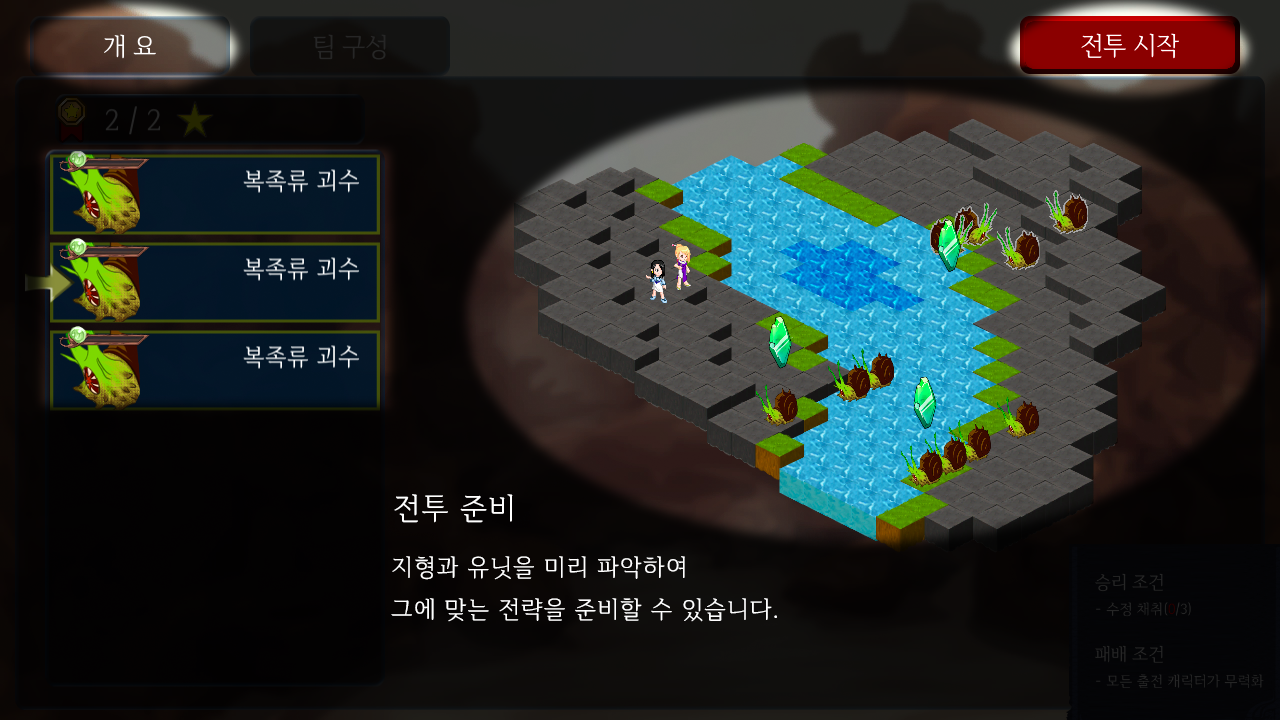 개 요
팀 구성
전투 시작
2 / 2
복족류 괴수
복족류 괴수
복족류 괴수
전투 준비
지형과 유닛을 미리 파악하여
그에 맞는 전략을 준비할 수 있습니다.
승리 조건
- 수정 채취(0/3)
패배 조건
- 모든 출전 캐릭터가 무력화